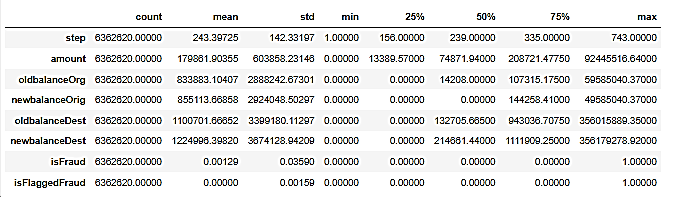 count mean std min 25% 50% 75% max
step 6362620.00000 243.39725 142.33197 1.00000 156.00000 239.00000 335.00000 743.00000
amount 6362620.00000 179861.90355 603858.23146 0.00000 13389.57000 74871.94000 208721.47750 92445516.64000
oldbalanceOrg 6362620.00000 833883.10407 2888242.67301 0.00000 0.00000 14208.00000 107315.17500 59585040.37000
newbalanceOrig 6362620.00000 855113.66858 2924048.50297 0.00000 0.00000 0.00000 144258.41000 49585040.37000
oldbalanceDest 6362620.00000 1100701.66652 3399180.11297 0.00000 0.00000 132705.66500 943036.70750 356015889.35000
newbalanceDest 6362620.00000 1224996.39820 3674128.94209 0.00000 0.00000 214661.44000 1111909.25000 356179278.92000
isFraud 6362620.00000 0.00129 0.03590 0.00000 0.00000 0.00000 0.00000 1.00000
isFlaggedFraud 6362620.00000 0.00000 0.00159 0.00000 0.00000 0.00000 0.00000 1.00000